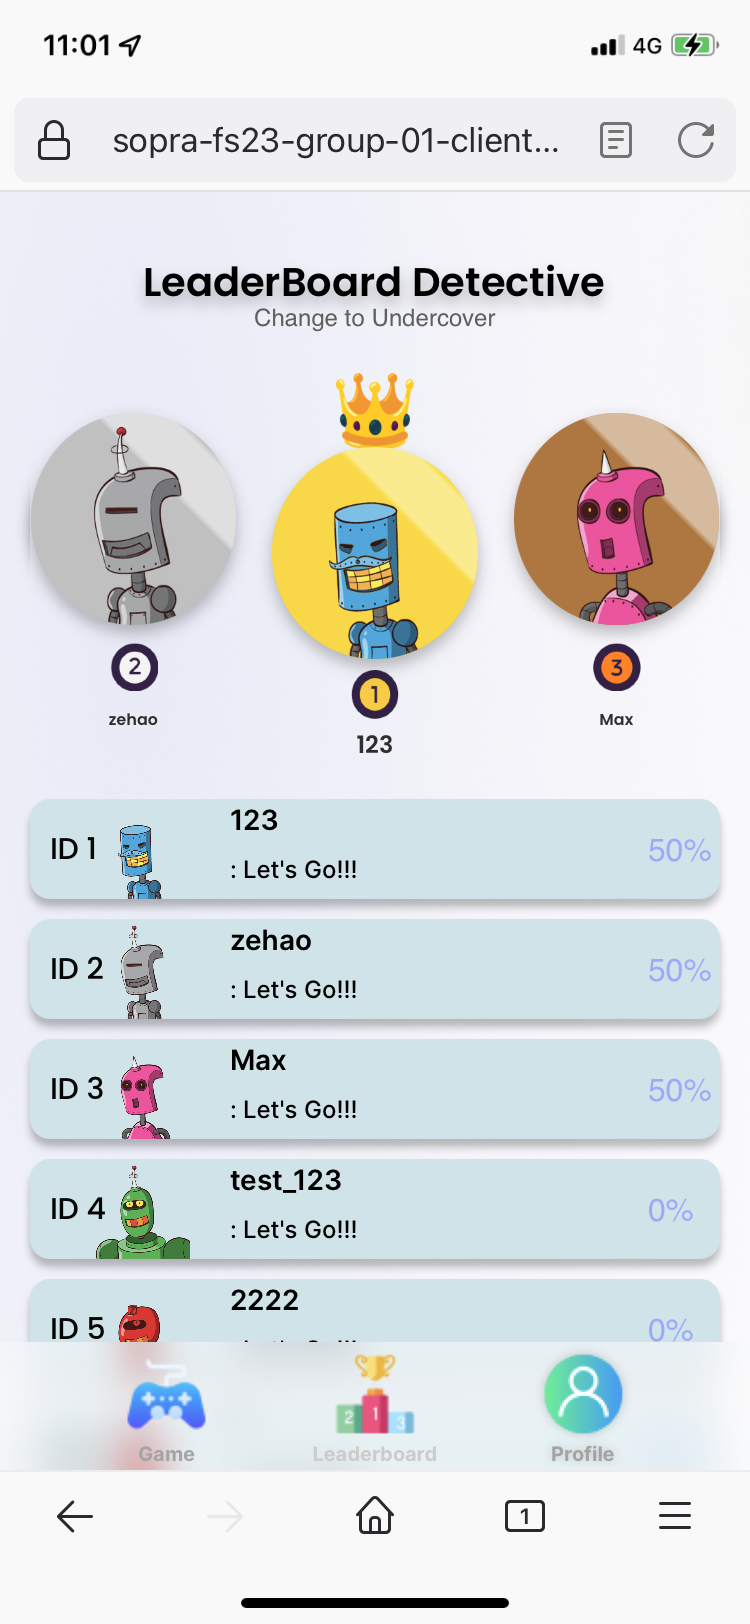 11:01
4G
sopra-fs23-group-01-client...
LeaderBoard Detective
Change to Undercover
2
1
3
zehao
123
Max
ID 1
123
: Let's Go!!!
50%
ID 2
zehao
: Let's Go!!!
50%
ID 3
Max
: Let's Go!!!
50%
ID 4
test_123
: Let's Go!!!
0%
ID 5
2222
0%
2 1 3
Game
Leaderboard
Profile
1